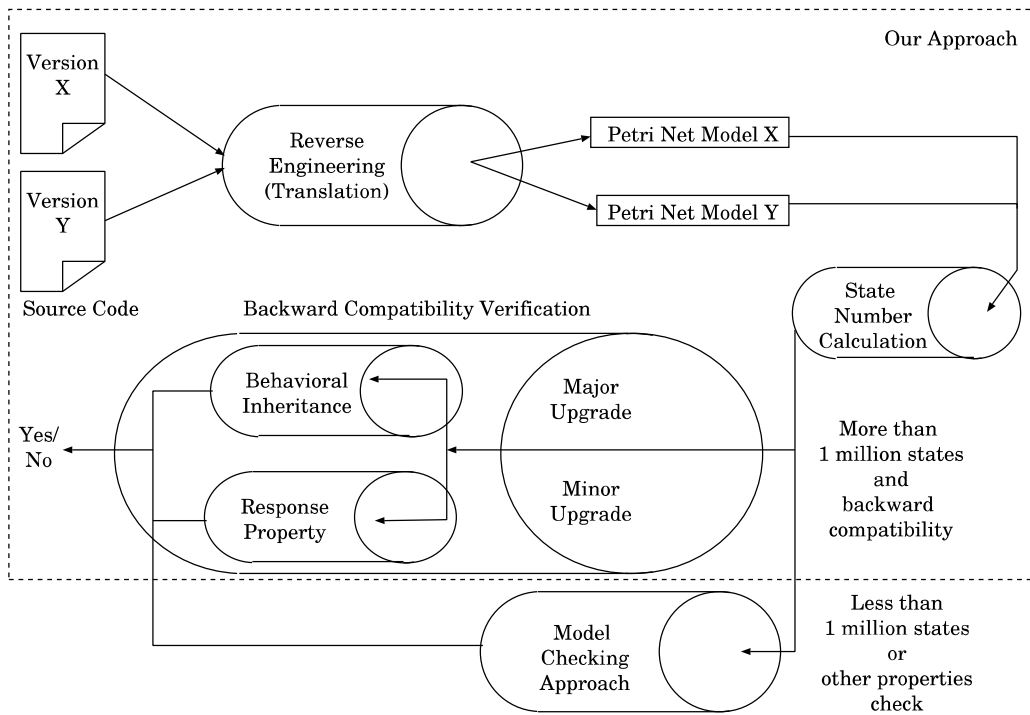 Our Approach
Version
X
Reverse
Engineering
(Translation)
Petri Net Model X
Version
Y
Petri Net Model Y
Source Code
Backward Compatibility Verification
State
Number
Calculation
Behavioral
Inheritance
Major
Upgrade
Yes/
No
More than
1 million states
and
backward
compatibility
Response
Property
Minor
Upgrade
Model
Checking
Approach
Less than
1 million states
or
other properties
check